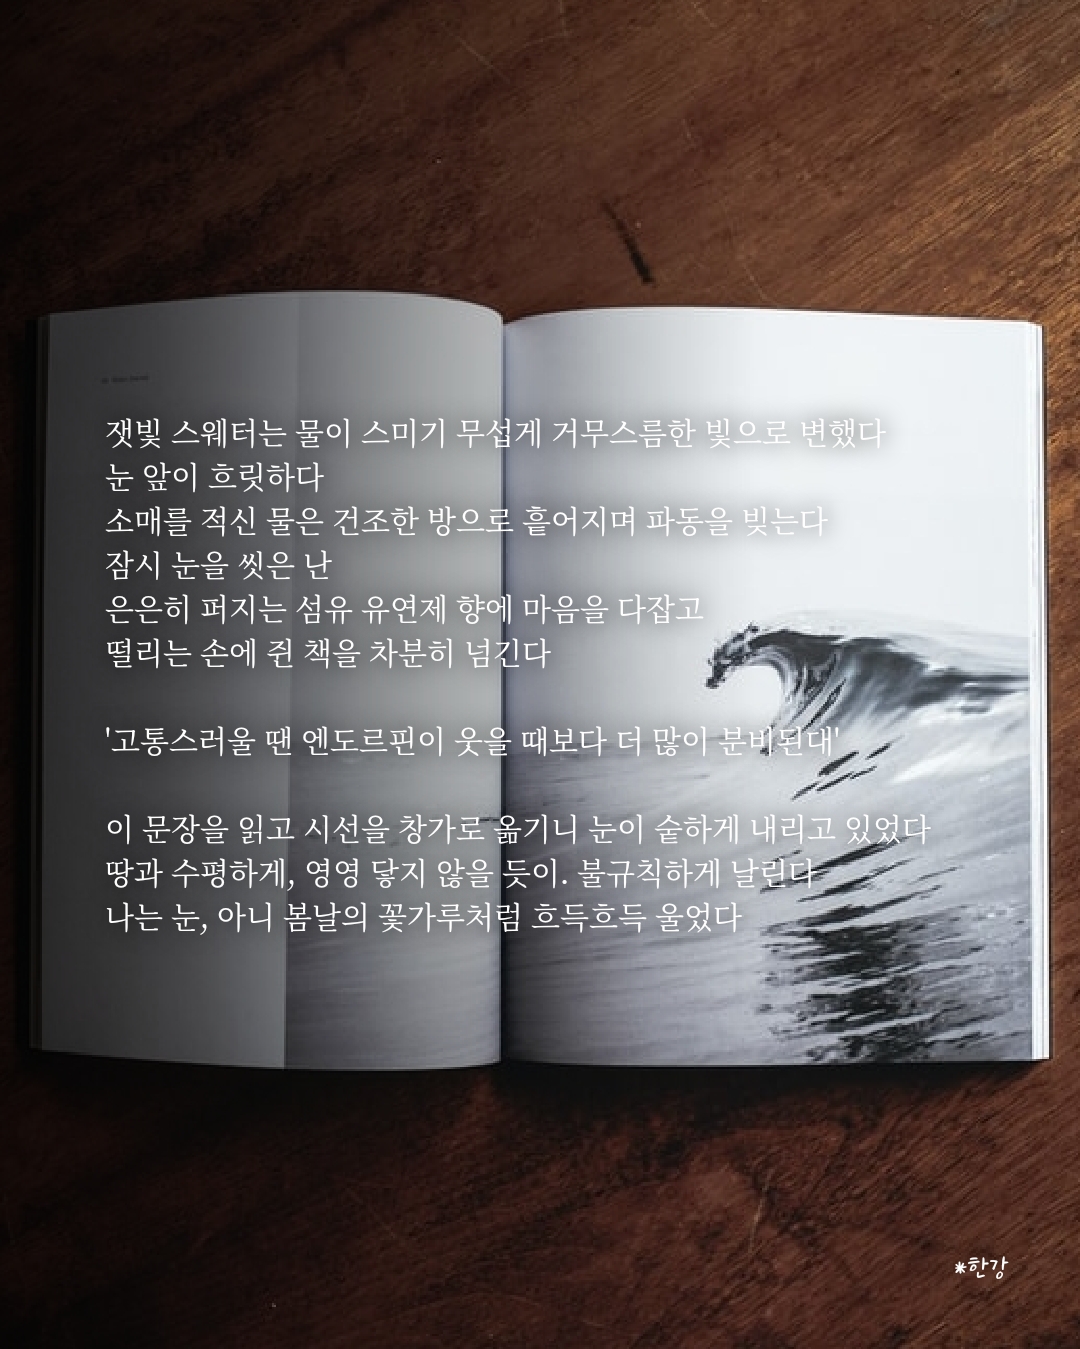 잿빛 스웨터는 물이 스미기 무섭게 거무스름한 빛으로 변했다
눈 앞이 흐릿하다
소매를 적신 물은 건조한 방으로 흩어지며 파동을 빚는다
잠시 눈을 씻은 난
은은히 퍼지는 섬유 유연제 향에 마음을 다잡고
떨리는 손에 쥔 책을 차분히 넘긴다
'고통스러울 땐 엔도르핀이 웃을 때보다 더 많이 분비된대'
이 문장을 읽고 시선을 창가로 옮기니 눈이 숱하게 내리고 있었다
땅과 수평하게, 영영 닿지 않을 듯이. 불규칙하게 날린다
나는 눈, 아니 봄날의 꽃가루처럼 흐득흐득 울었다
*한강